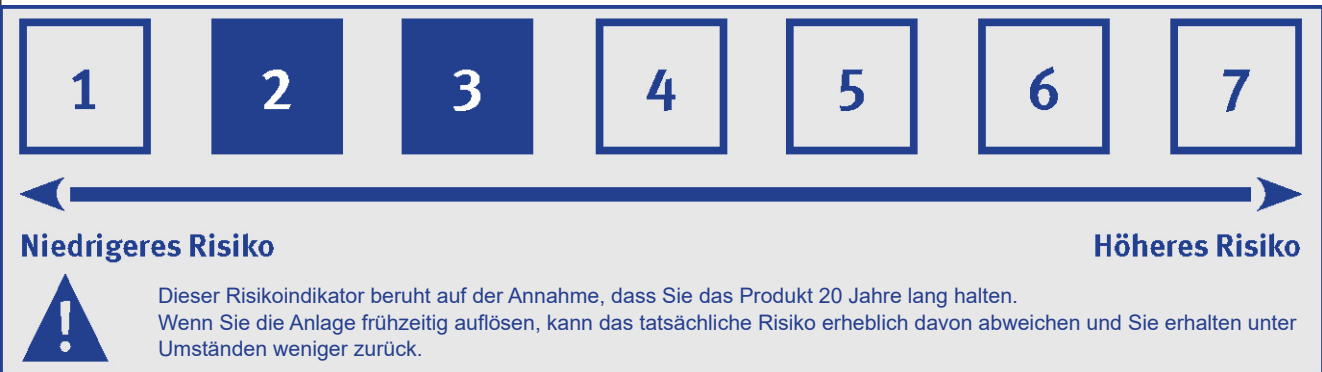 1 2 3 4 5 6 7
Niedrigeres Risiko Höheres Risiko
!
Dieser Risikoindikator beruht auf der Annahme, dass Sie das Produkt 20 Jahre lang halten.
Wenn Sie die Anlage frühzeitig auflösen, kann das tatsächliche Risiko erheblich davon abweichen und Sie erhalten unter
Umständen weniger zurück.